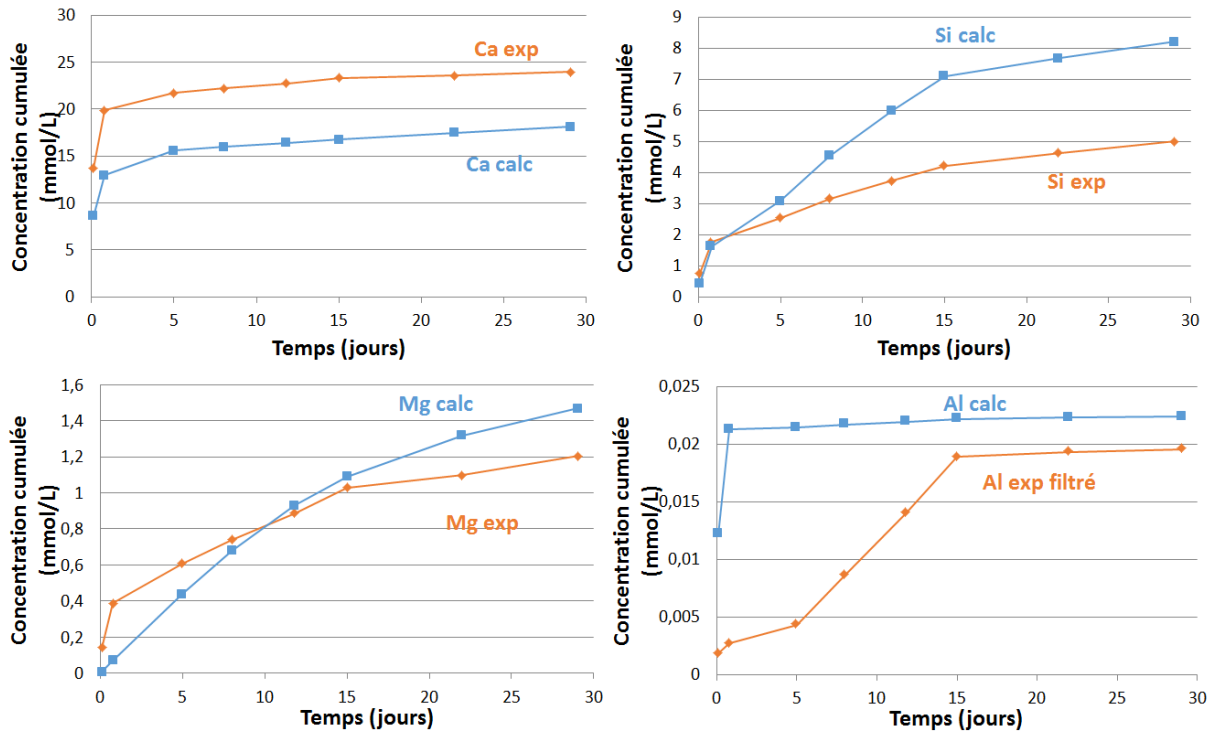 Concentration cumulée
(mmol/L)
30
25
20
15
10
5
0
Ca exp
Ca calc
0 5 10 15 20 25 30
Temps (jours)
Concentration cumulée
(mmol/L)
9
8
7
6
5
4
3
2
1
0
Si calc
Si exp
0 5 10 15 20 25 30
Temps (jours)
Concentration cumulée
(mmol/L)
1,6
1,4
1,2
1
0,8
0,6
0,4
0,2
0
Mg calc
Mg exp
0 5 10 15 20 25 30
Temps (jours)
Concentration cumulée
(mmol/L)
0,025
0,02
0,015
0,01
0,005
0
Al calc
Al exp filtré
0 5 10 15 20 25 30
Temps (jours)